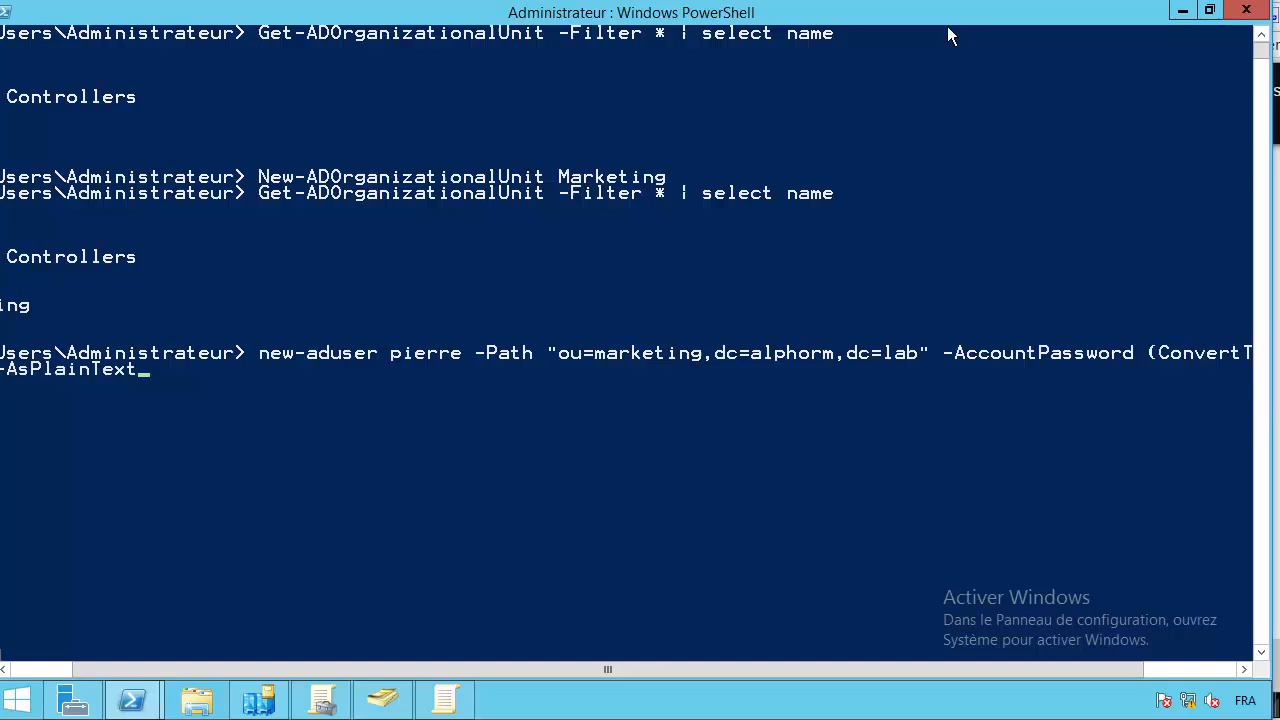 Administrateur : Windows PowerShell
Users\Administrateur> Get-ADOrganizationalUnit -Filter * | select name
Controllers
Users\Administrateur> New-ADOrganizationalUnit Marketing
Users\Administrateur> Get-ADOrganizationalUnit -Filter * | select name
Controllers
ing
Users\Administrateur> new-aduser pierre -Path "ou=marketing,dc=alphorm,dc=lab" -AccountPassword (ConvertT
-AsPlainText_
Activer Windows
Dans le Panneau de configuration, ouvrez
Système pour activer Windows.
FRA